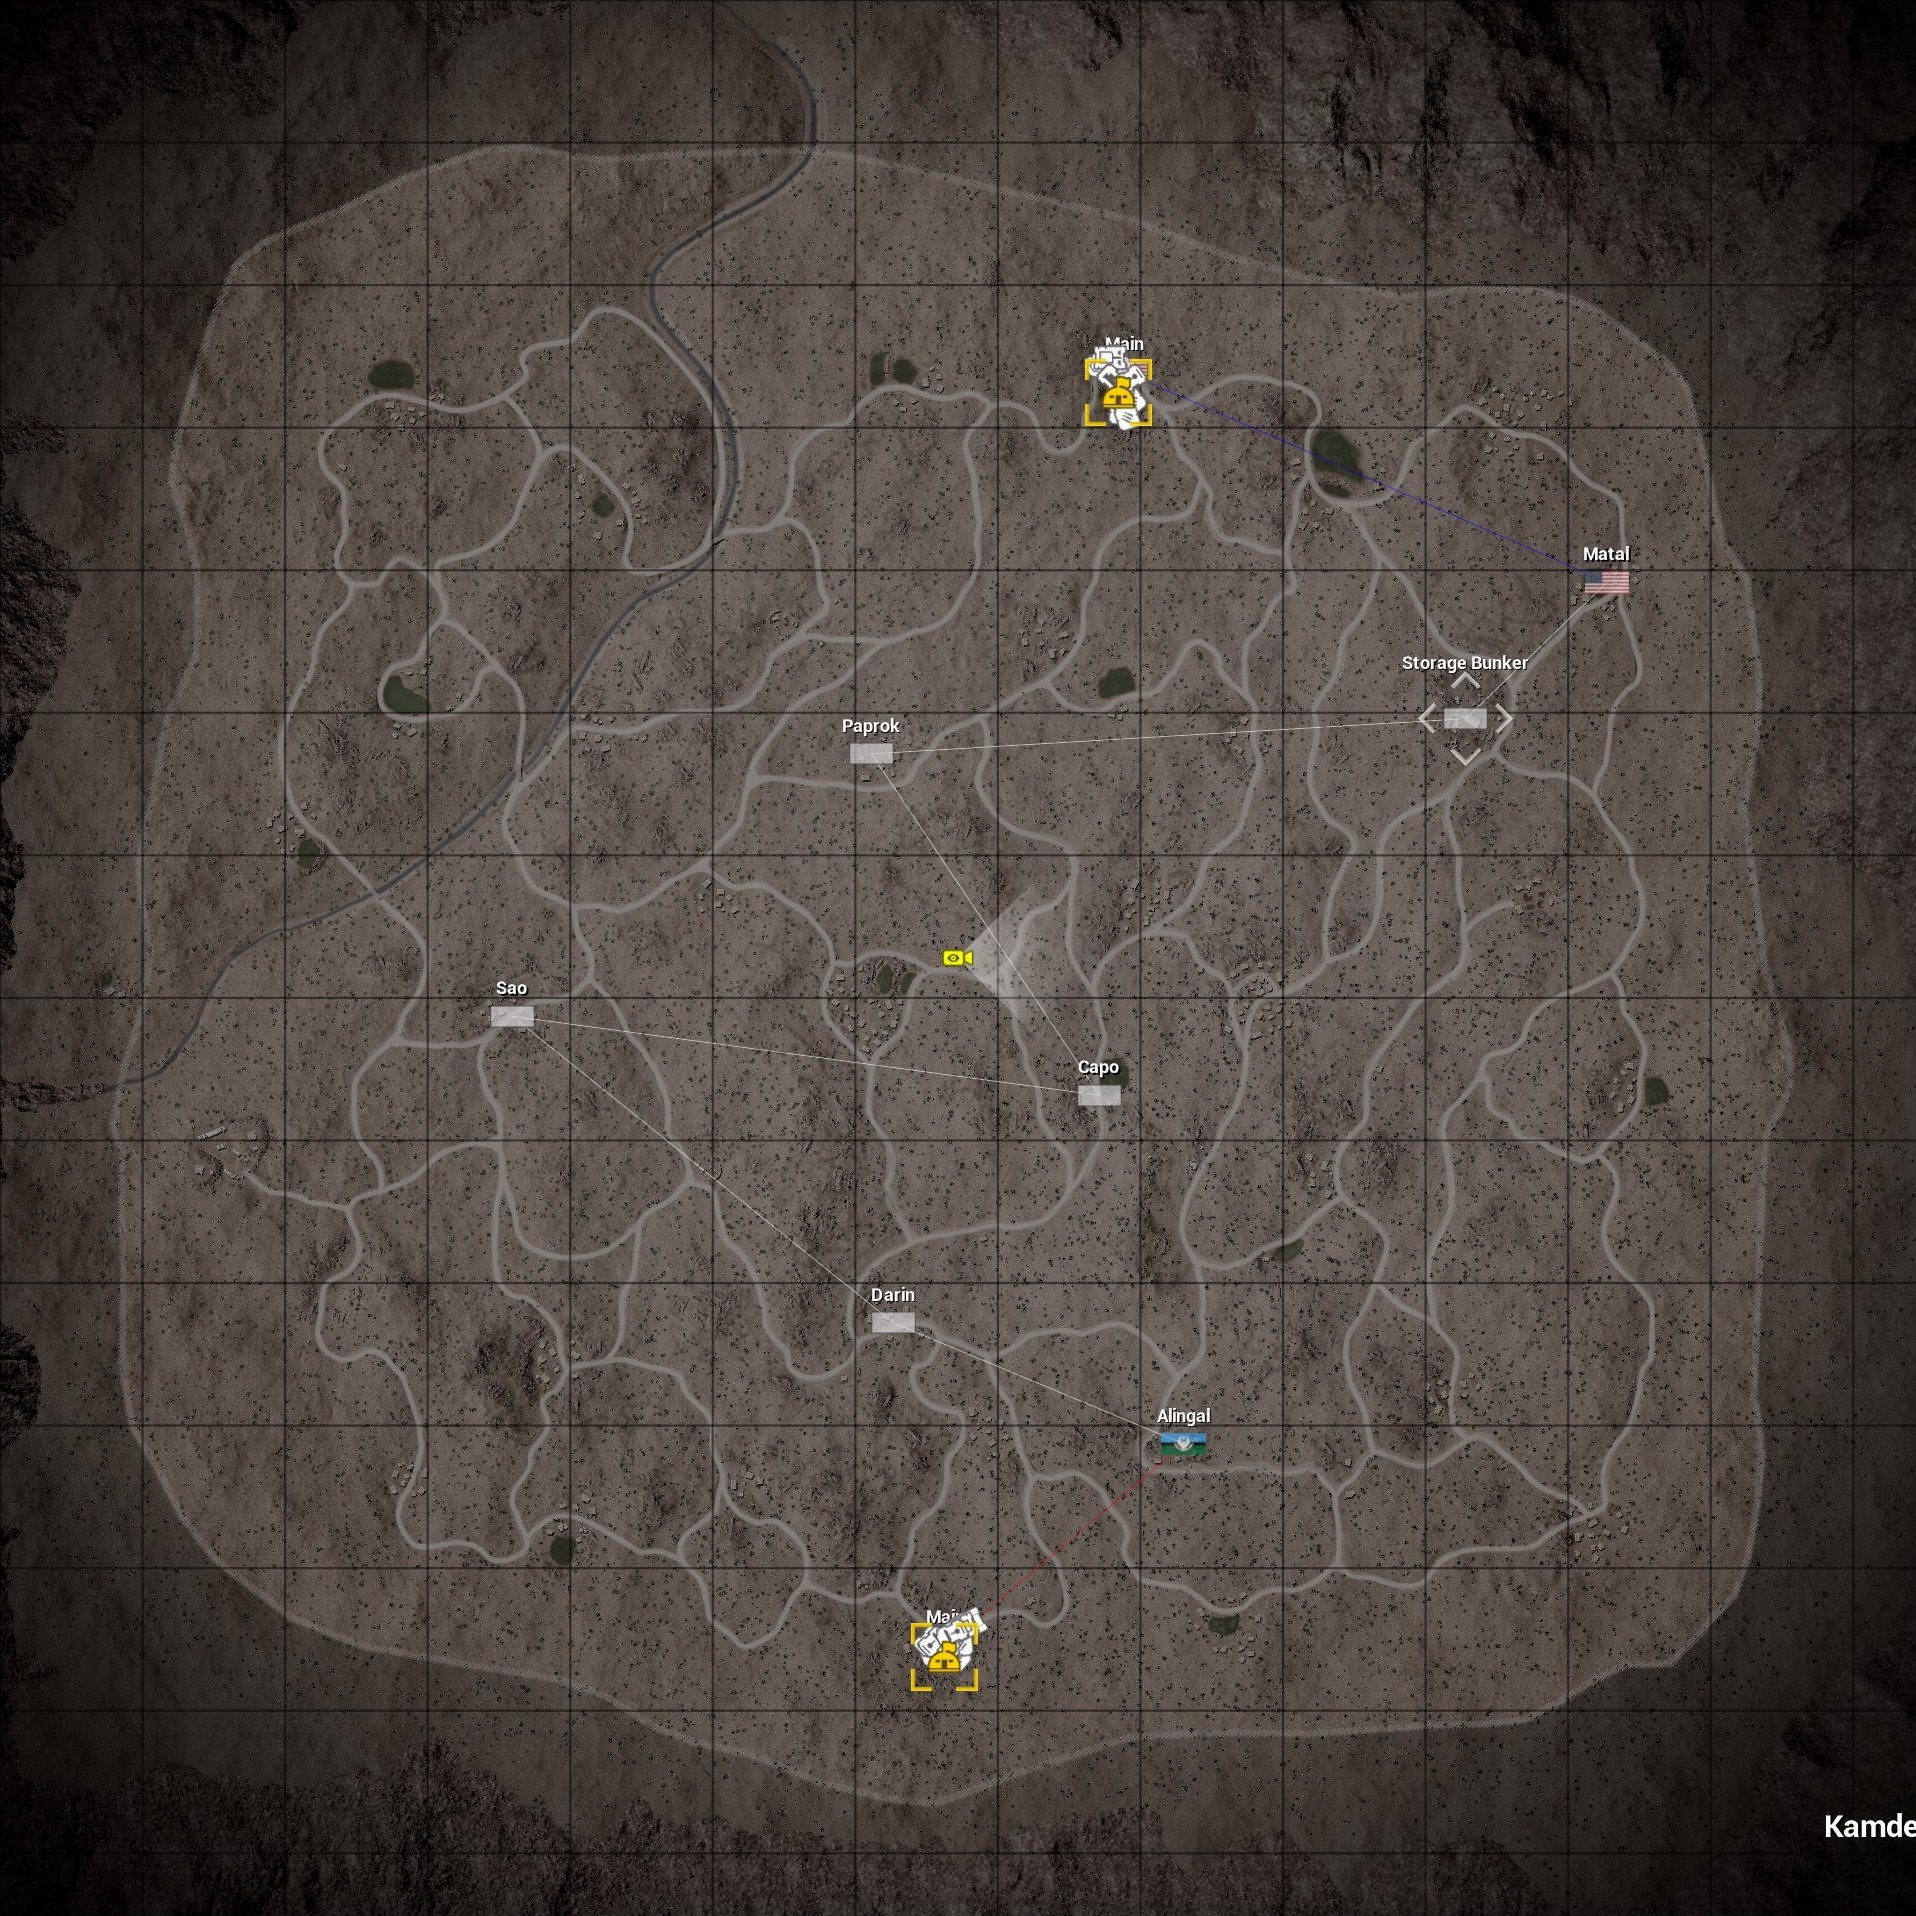 Main
Matal
Storage Bunker
Paprok
Sao
Capo
Darin
Alingal
Kamde